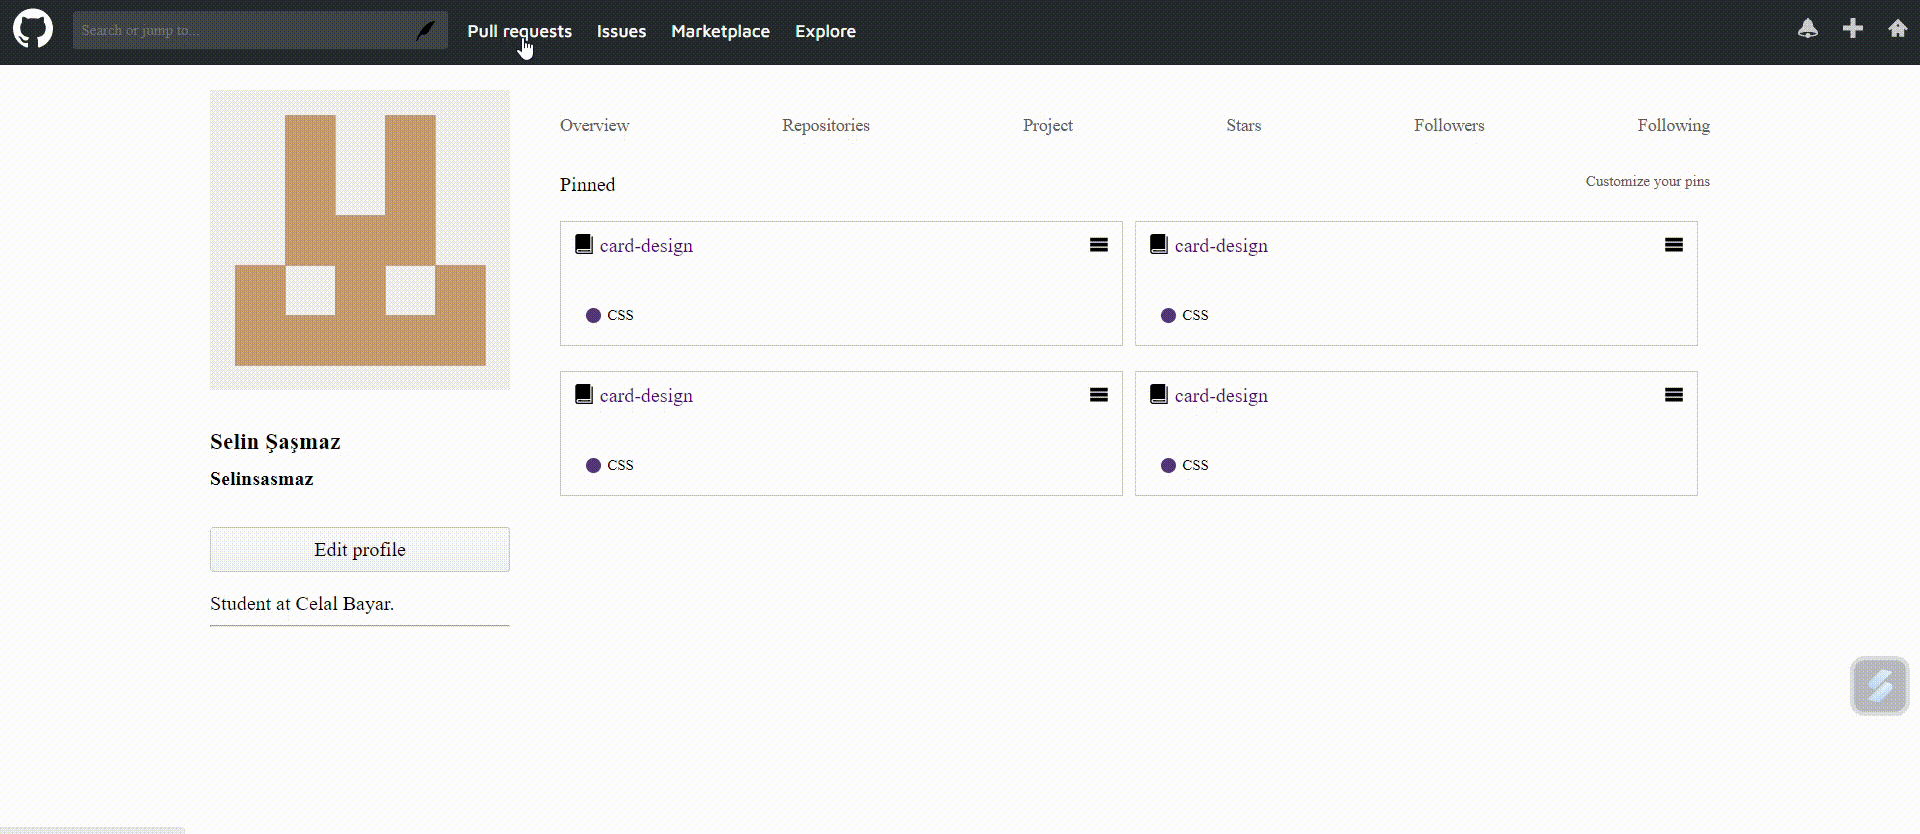 Search or jump to...
Pull requests Issues Marketplace Explore
Overview Repositories Project Stars Followers Following
Pinned Customize your pins
card-design
CSS
card-design
CSS
card-design
CSS
card-design
CSS
Selin Şaşmaz
Selinsasmaz
Edit profile
Student at Celal Bayar.